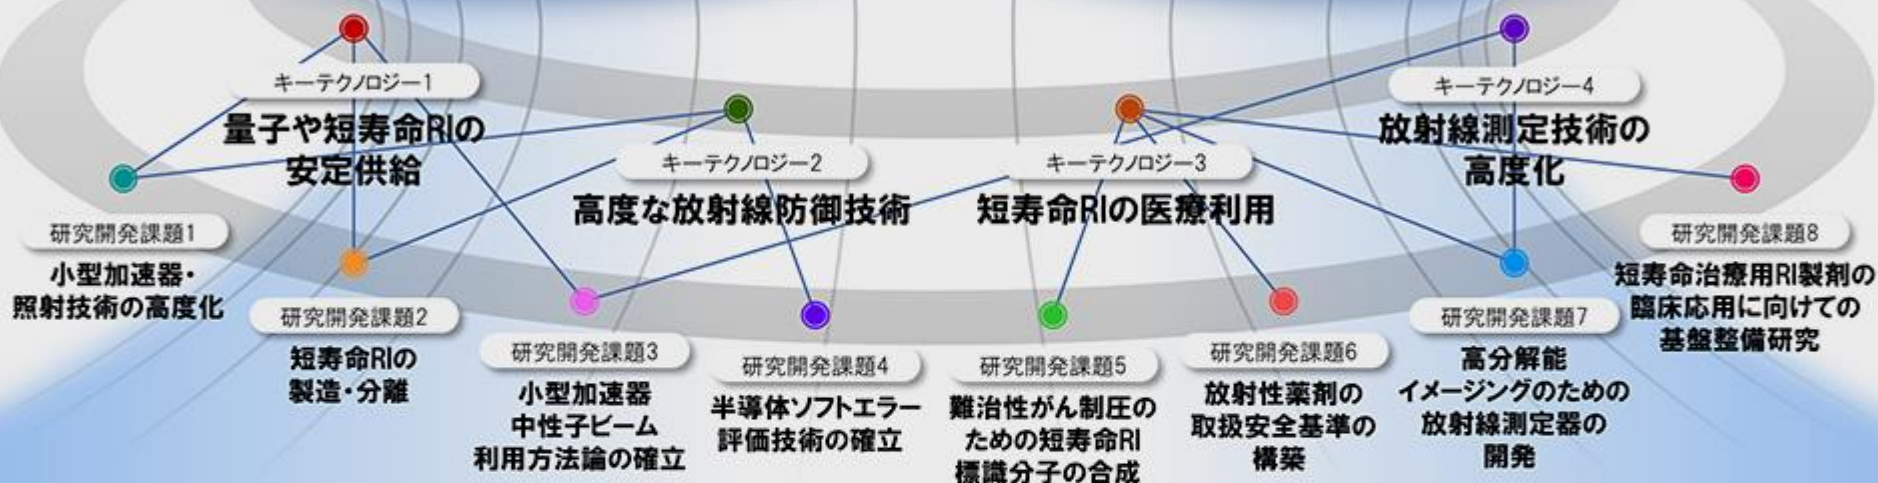 キーテクノロジー1
量子や短寿命RIの
安定供給
キーテクノロジー2
高度な放射線防御技術
キーテクノロジー3
短寿命RIの医療利用
キーテクノロジー4
放射線測定技術の
高度化
研究開発課題1
小型加速器・
照射技術の高度化
研究開発課題2
短寿命RIの
製造・分離
研究開発課題3
小型加速器
中性子ビーム
利用方法論の確立
研究開発課題4
半導体ソフトエラー
評価技術の確立
研究開発課題5
難治性がん制圧の
ための短寿命RI
標識分子の合成
研究開発課題6
放射性薬剤の
取扱安全基準の
構築
研究開発課題7
高分解能
イメージングのための
放射線測定器の
開発
研究開発課題8
短寿命治療用RI製剤の
臨床応用に向けての
基盤整備研究